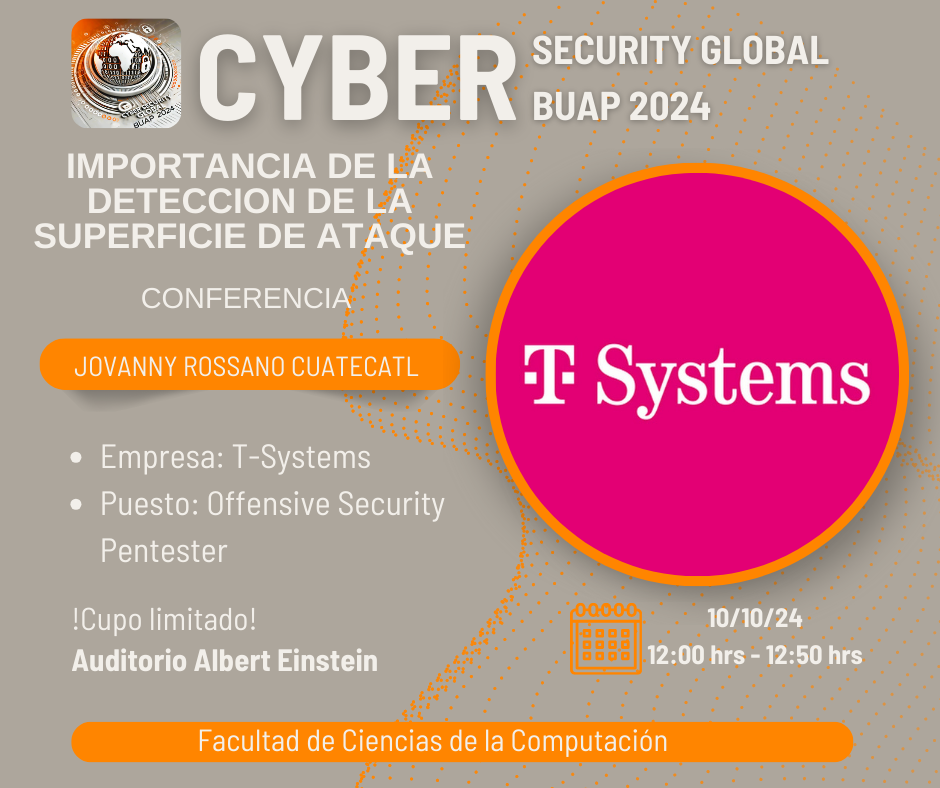 CYBER
SECURITY GLOBAL
BUAP 2024
IMPORTANCIA DE LA
DETECCION DE LA
SUPERFICIE DE ATAQUE
CONFERENCIA
JOVANNY ROSSANO CUATECATL
T Systems
• Empresa: T-Systems
• Puesto: Offensive Security
Pentester
!Cupo limitado!
Auditorio Albert Einstein
10/10/24
12:00 hrs - 12:50 hrs
Facultad de Ciencias de la Computación